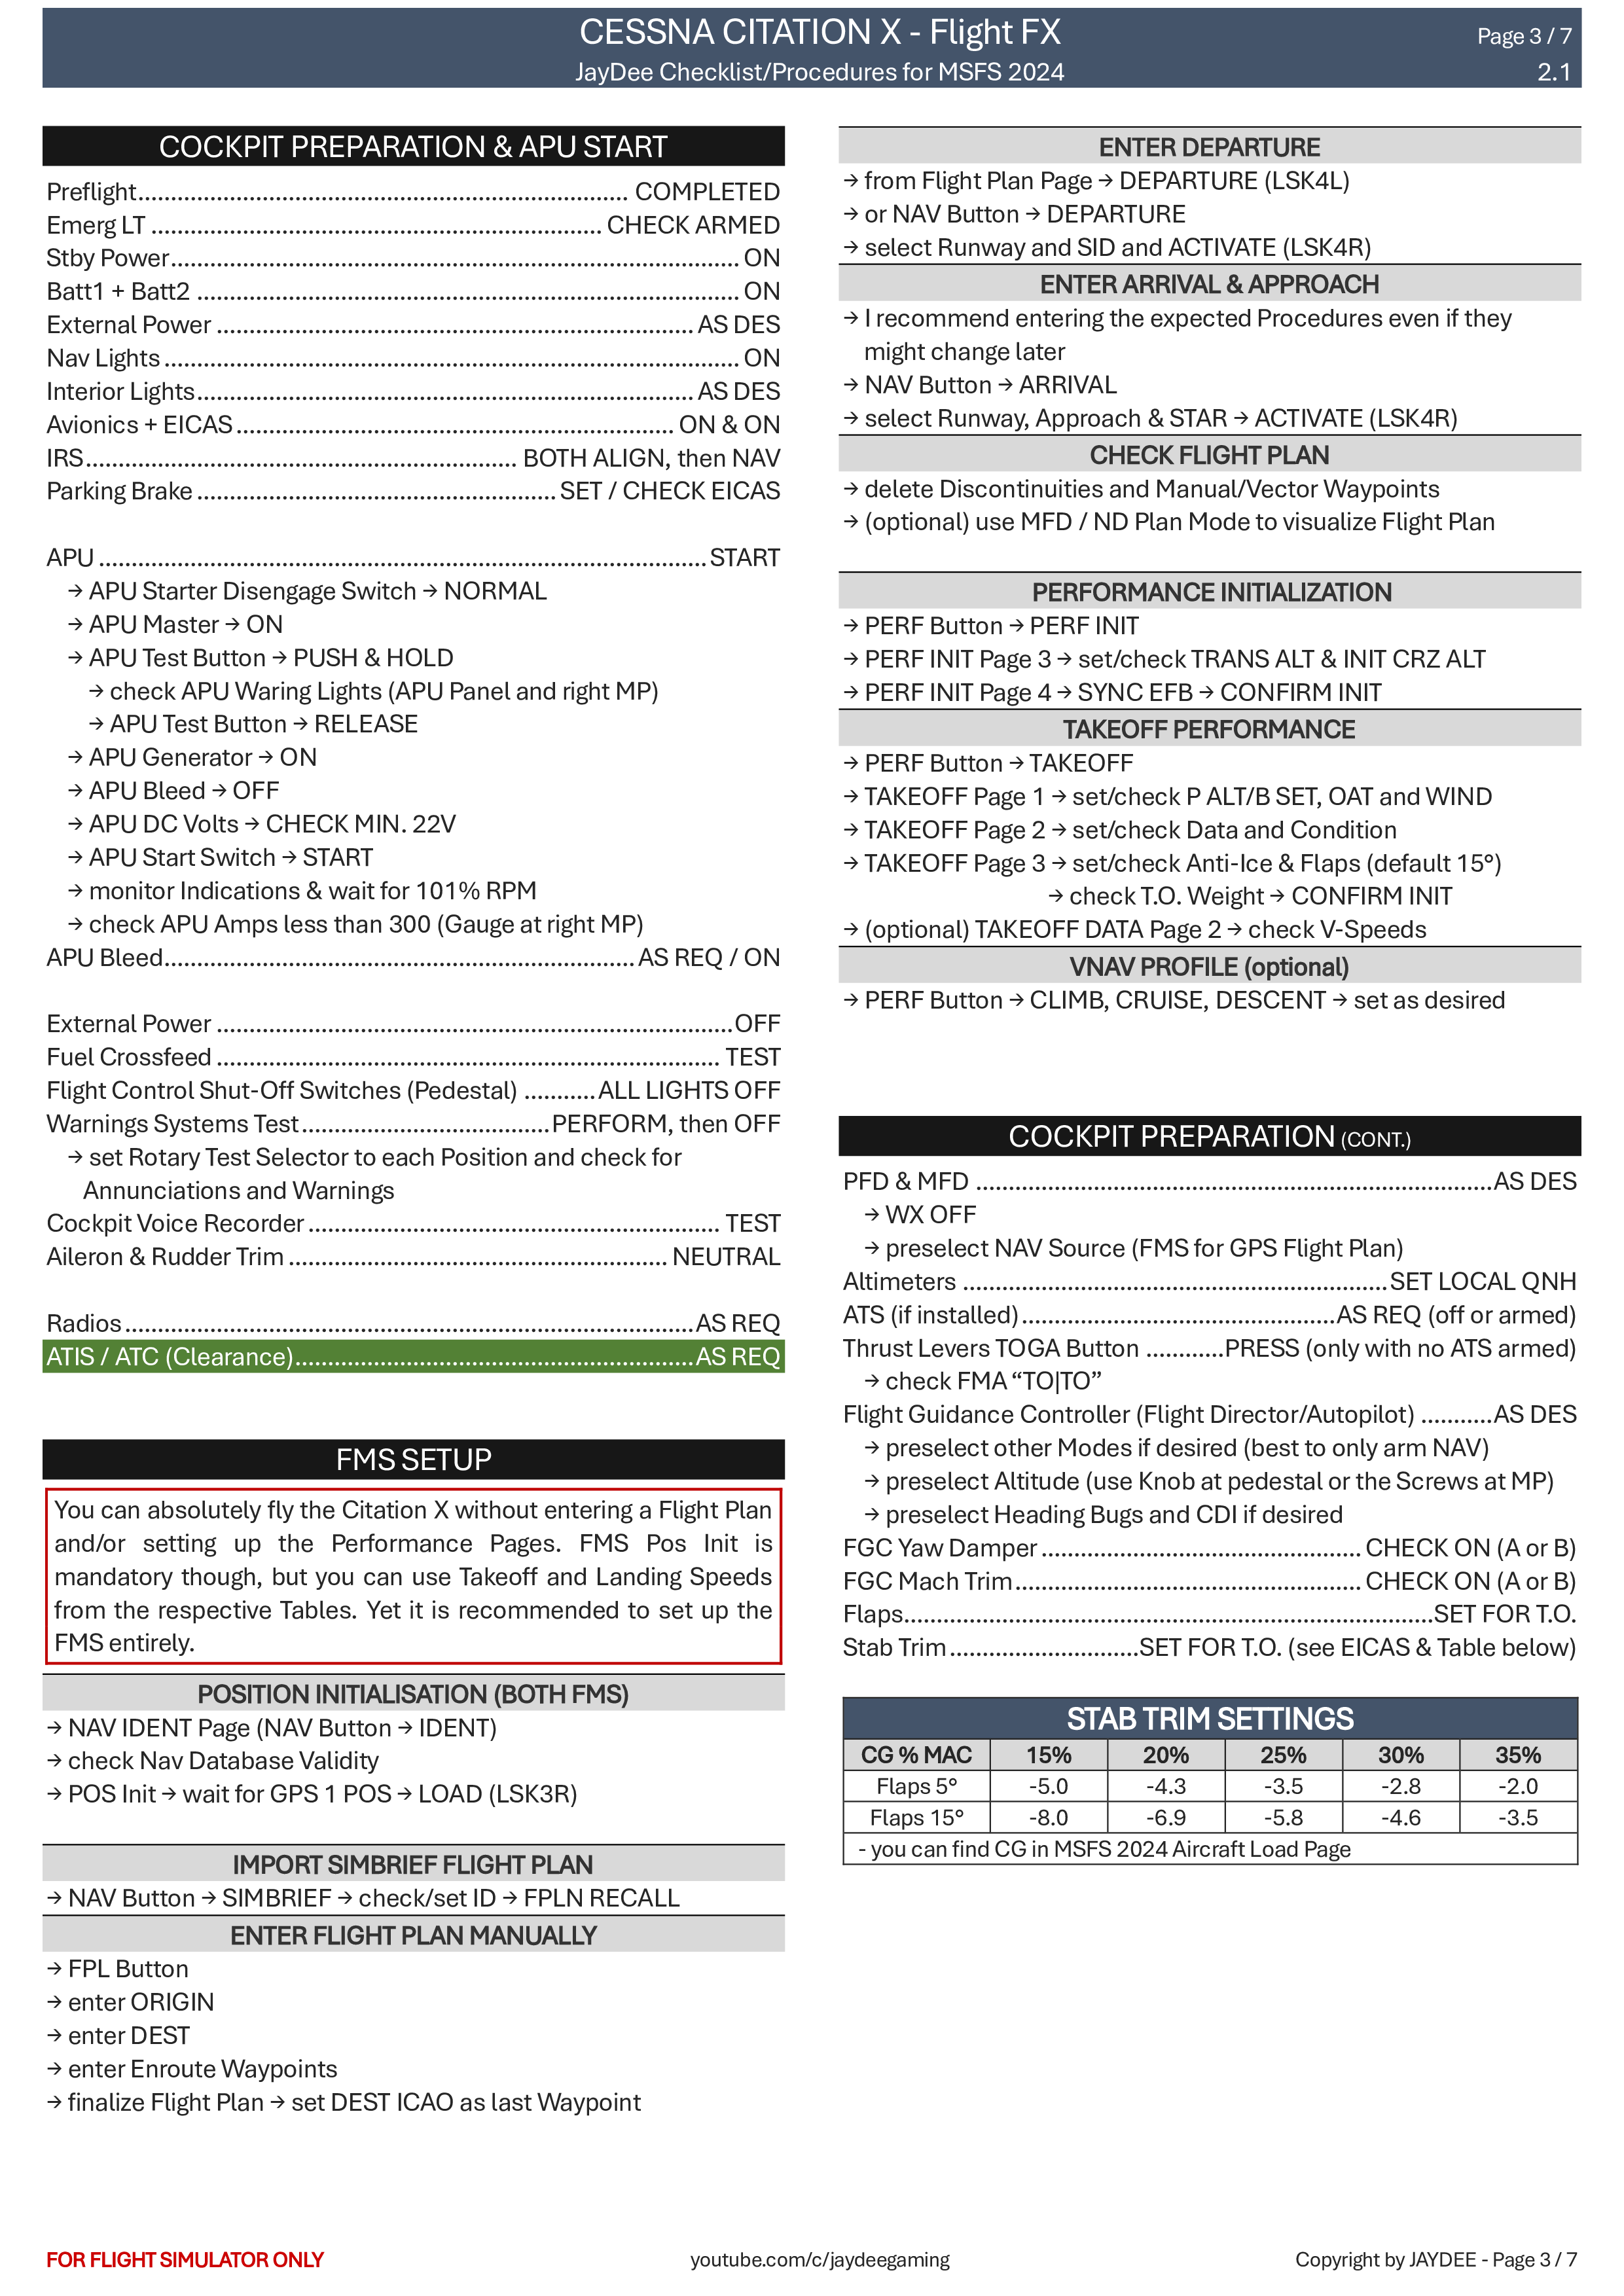 CESSNA CITATION X - Flight FX
Page 3 / 7
JayDee Checklist/Procedures for MSFS 2024
2.1
COCKPIT PREPARATION & APU START
Preflight............................................................................ COMPLETED
Emerg LT ..................................................................... CHECK ARMED
Stby Power....................................................................................... ON
Batt1 + Batt2 ................................................................................... ON
External Power ......................................................................... AS DES
Nav Lights ........................................................................................ ON
Interior Lights............................................................................ AS DES
Avionics + EICAS................................................................... ON & ON
IRS.................................................................. BOTH ALIGN, then NAV
Parking Brake ....................................................... SET / CHECK EICAS
APU ............................................................................................. START
→ APU Starter Disengage Switch → NORMAL
→ APU Master → ON
→ APU Test Button → PUSH & HOLD
→ check APU Waring Lights (APU Panel and right MP)
→ APU Test Button → RELEASE
→ APU Generator → ON
→ APU Bleed → OFF
→ APU DC Volts → CHECK MIN. 22V
→ APU Start Switch → START
→ monitor Indications & wait for 101% RPM
→ check APU Amps less than 300 (Gauge at right MP)
APU Bleed........................................................................ AS REQ / ON
External Power ...............................................................................OFF
Fuel Crossfeed ............................................................................. TEST
Flight Control Shut-Off Switches (Pedestal) ...........ALL LIGHTS OFF
Warnings Systems Test......................................PERFORM, then OFF
→ set Rotary Test Selector to each Position and check for
Annunciations and Warnings
Cockpit Voice Recorder............................................................... TEST
Aileron & Rudder Trim .......................................................... NEUTRAL
Radios....................................................................................... AS REQ
ATIS / ATC (Clearance)............................................................. AS REQ
FMS SETUP
You can absolutely fly the Citation X without entering a Flight Plan
and/or setting up the Performance Pages. FMS Pos Init is
mandatory though, but you can use Takeoff and Landing Speeds
from the respective Tables. Yet it is recommended to set up the
FMS entirely.
POSITION INITIALISATION (BOTH FMS)
→ NAV IDENT Page (NAV Button → IDENT)
→ check Nav Database Validity
→ POS Init → wait for GPS 1 POS → LOAD (LSK3R)
IMPORT SIMBRIEF FLIGHT PLAN
→ NAV Button → SIMBRIEF → check/set ID → FPLN RECALL
ENTER FLIGHT PLAN MANUALLY
→ FPL Button
→ enter ORIGIN
→ enter DEST
→ enter Enroute Waypoints
→ finalize Flight Plan → set DEST ICAO as last Waypoint
ENTER DEPARTURE
→ from Flight Plan Page → DEPARTURE (LSK4L)
→ or NAV Button → DEPARTURE
→ select Runway and SID and ACTIVATE (LSK4R)
ENTER ARRIVAL & APPROACH
→ I recommend entering the expected Procedures even if they
might change later
→ NAV Button → ARRIVAL
→ select Runway, Approach & STAR → ACTIVATE (LSK4R)
CHECK FLIGHT PLAN
→ delete Discontinuities and Manual/Vector Waypoints
→ (optional) use MFD / ND Plan Mode to visualize Flight Plan
PERFORMANCE INITIALIZATION
→ PERF Button → PERF INIT
→ PERF INIT Page 3 → set/check TRANS ALT & INIT CRZ ALT
→ PERF INIT Page 4 → SYNC EFB → CONFIRM INIT
TAKEOFF PERFORMANCE
→ PERF Button → TAKEOFF
→ TAKEOFF Page 1 → set/check P ALT/B SET, OAT and WIND
→ TAKEOFF Page 2 → set/check Data and Condition
→ TAKEOFF Page 3 → set/check Anti-Ice & Flaps (default 15°)
→ check T.O. Weight → CONFIRM INIT
→ (optional) TAKEOFF DATA Page 2 → check V-Speeds
VNAV PROFILE (optional)
→ PERF Button → CLIMB, CRUISE, DESCENT → set as desired
COCKPIT PREPARATION (CONT.)
PFD & MFD ...............................................................................AS DES
→ WX OFF
→ preselect NAV Source (FMS for GPS Flight Plan)
Altimeters .................................................................SET LOCAL QNH
ATS (if installed)................................................AS REQ (off or armed)
Thrust Levers TOGA Button ............PRESS (only with no ATS armed)
→ check FMA “TO|TO”
Flight Guidance Controller (Flight Director/Autopilot) ...........AS DES
→ preselect other Modes if desired (best to only arm NAV)
→ preselect Altitude (use Knob at pedestal or the Screws at MP)
→ preselect Heading Bugs and CDI if desired
FGC Yaw Damper................................................. CHECK ON (A or B)
FGC Mach Trim..................................................... CHECK ON (A or B)
Flaps.................................................................................SET FOR T.O.
Stab Trim.............................SET FOR T.O. (see EICAS & Table below)
STAB TRIM SETTINGS
CG % MAC 15% 20% 25% 30% 35%
Flaps 5° -5.0 -4.3 -3.5 -2.8 -2.0
Flaps 15° -8.0 -6.9 -5.8 -4.6 -3.5
- you can find CG in MSFS 2024 Aircraft Load Page
FOR FLIGHT SIMULATOR ONLY
youtube.com/c/jaydeegaming
Copyright by JAYDEE - Page 3 / 7